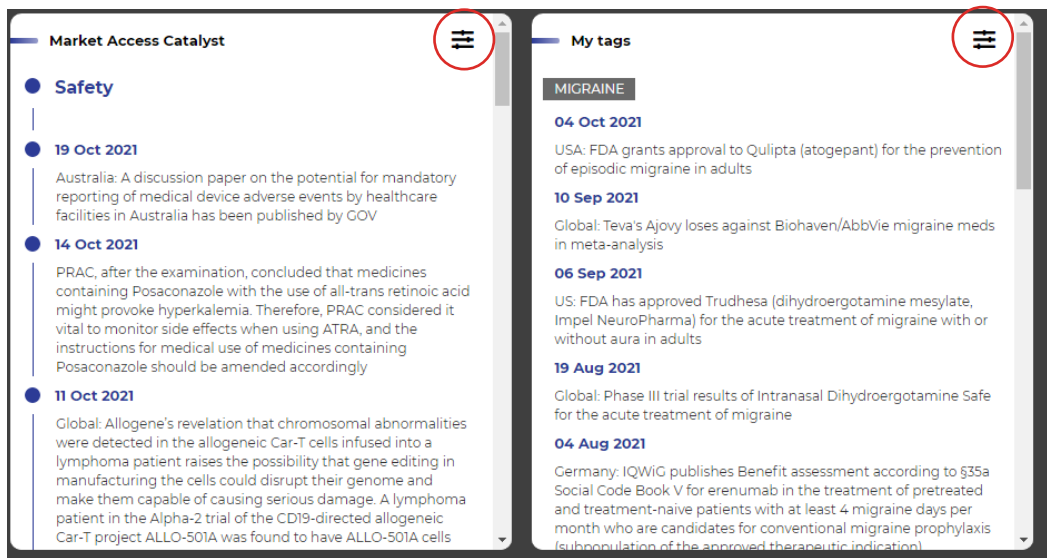 Market Access Catalyst
Safety
19 Oct 2021
Australia: A discussion paper on the potential for mandatory
reporting of medical device adverse events by healthcare
facilities in Australia has been published by GOV
14 Oct 2021
PRAC, after the examination, concluded that medicines
containing Posaconazole with the use of all-trans retinoic acid
might provoke hyperkalemia. Therefore, PRAC considered it
vital to monitor side effects when using ATRA, and the
instructions for medical use of medicines containing
Posaconazole should be amended accordingly
11 Oct 2021
Global: Allogene's revelation that chromosomal abnormalities
were detected in the allogeneic Car-T cells infused into a
lymphoma patient raises the possibility that gene editing in
manufacturing the cells could disrupt their genome and
make them capable of causing serious damage. A lymphoma
patient in the Alpha-2 trial of the CD19-directed allogeneic
Car-T project ALLO-501A was found to have ALLO-501A cells
My tags
MIGRAINE
04 Oct 2021
USA: FDA grants approval to Qulipta (atogepant) for the prevention
of episodic migraine in adults
10 Sep 2021
Global: Teva's Ajovy loses against Biohaven/AbbVie migraine meds
in meta-analysis
06 Sep 2021
US: FDA has approved Trudhesa (dihydroergotamine mesylate,
Impel NeuroPharma) for the acute treatment of migraine with or
without aura in adults
19 Aug 2021
Global: Phase III trial results of Intranasal Dihydroergotamine Safe
for the acute treatment of migraine
04 Aug 2021
Germany: IQWiG publishes Benefit assessment according to §35a
Social Code Book V for erenumab in the treatment of pretreated
and treatment-naive patients with at least 4 migraine days per
month who are candidates for conventional migraine prophylaxis
(subpopulation of the approved therapeutic indication)